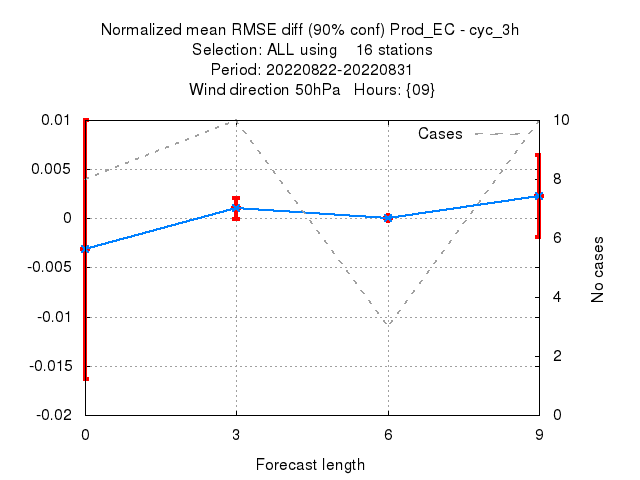 Normalized mean RMSE diff (90% conf) Prod_EC - cyc_3h
Selection: ALL using    16 stations
Period: 20220822-20220831
Wind direction 50hPa   Hours: {09}
Cases
0.01
0.005
0
-0.005
-0.01
-0.015
-0.02
10
8
6
4
2
0
No cases
0
3
6
9
Forecast length